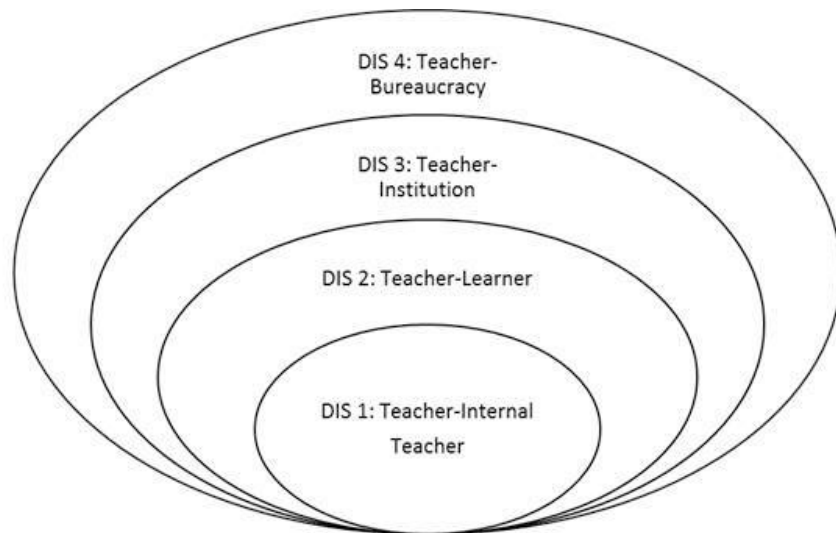 DIS 4: Teacher-
Bureaucracy
DIS 3: Teacher-
Institution
DIS 2: Teacher-Learner
DIS 1: Teacher-Internal
Teacher